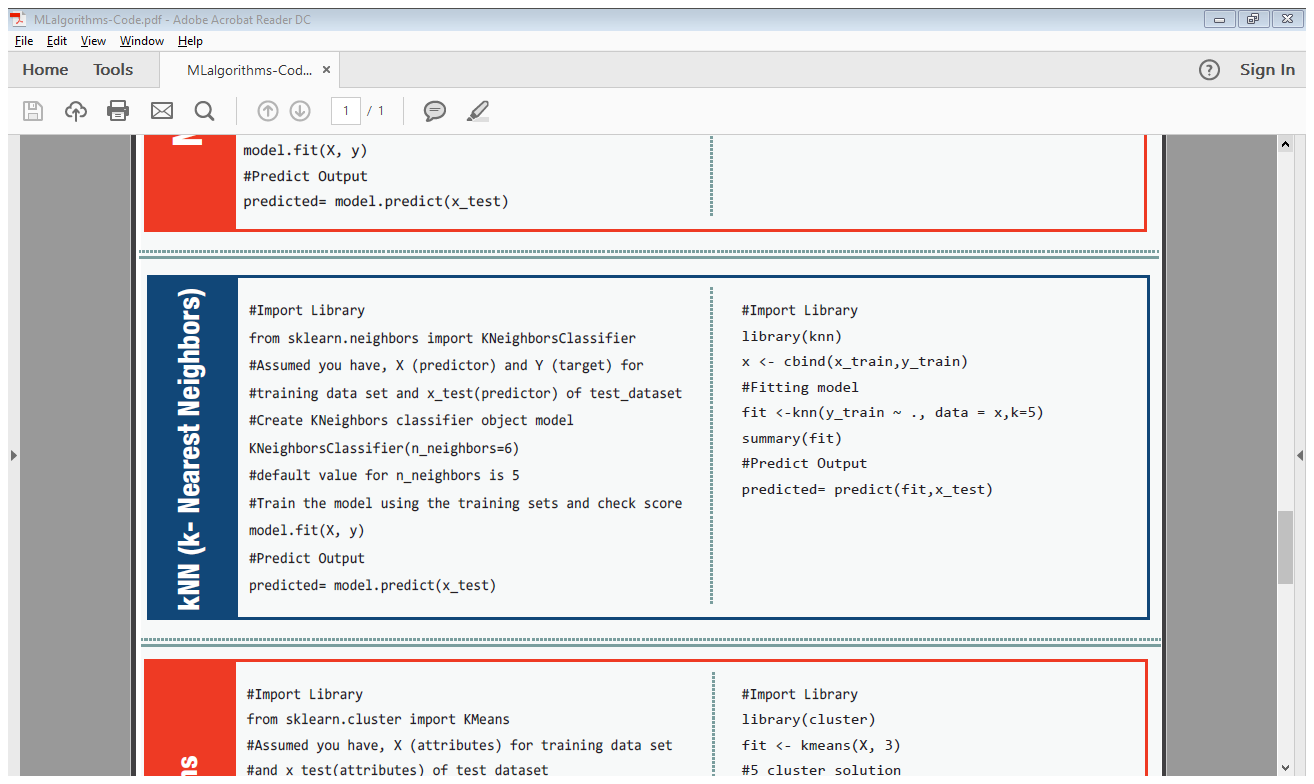 MLalgorithms-Code.pdf - Adobe Acrobat Reader DC
File Edit View Window Help
Home Tools MLalgorithms-Cod... × ? Sign In
1 / 1
model.fit(X, y)
#Predict Output
predicted= model.predict(x_test)
kNN (k- Nearest Neighbors)
#Import Library
from sklearn.neighbors import KNeighborsClassifier
#Assumed you have, X (predictor) and Y (target) for
#training data set and x_test(predictor) of test_dataset
#Create KNeighbors classifier object model
KNeighborsClassifier(n_neighbors=6)
#default value for n_neighbors is 5
#Train the model using the training sets and check score
model.fit(X, y)
#Predict Output
predicted= model.predict(x_test)
#Import Library
library(knn)
x <- cbind(x_train,y_train)
#Fitting model
fit <-knn(y_train ~ ., data = x,k=5)
summary(fit)
#Predict Output
predicted= predict(fit,x_test)
#Import Library
from sklearn.cluster import KMeans
#Assumed you have, X (attributes) for training data set
#and x_test(attributes) of test_dataset
#Import Library
library(cluster)
fit <- kmeans(X, 3)
#5 cluster solution